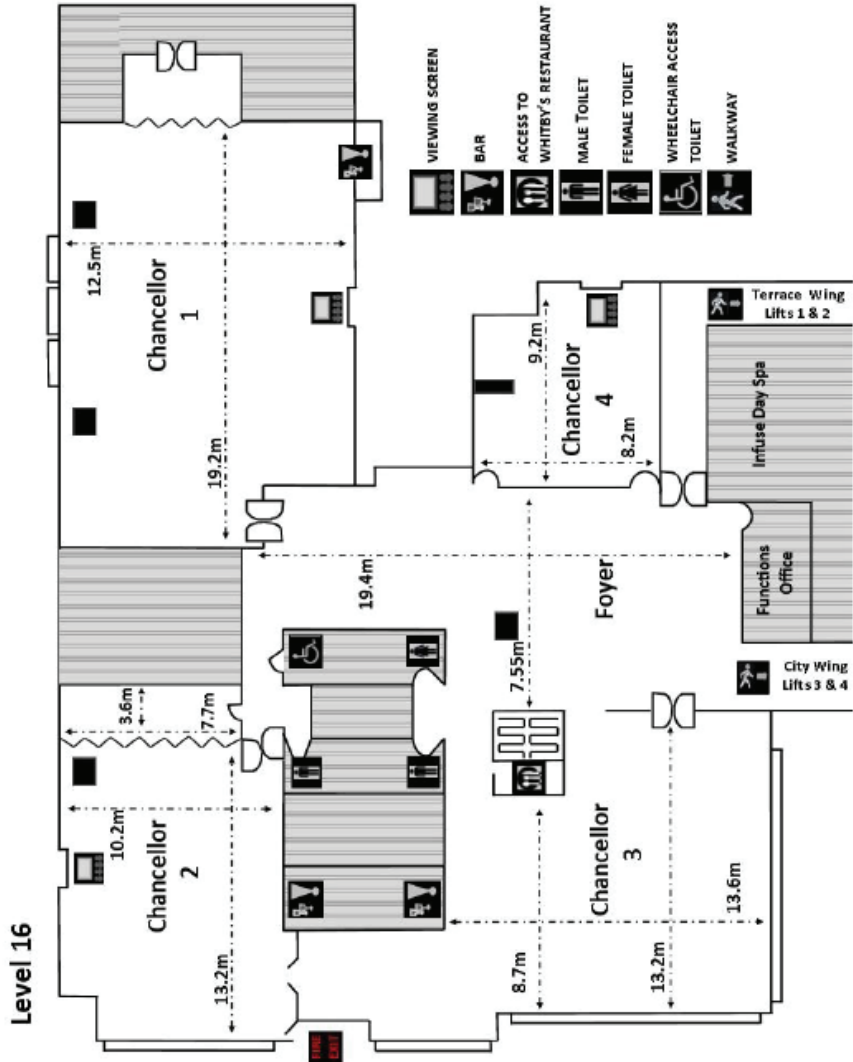 Level 16
Chancellor
2
10.2m
13.2m
3.6m
7.7m
Chancellor
1
12.5m
19.2m
Chancellor
3
8.7m
13.2m
13.6m
Foyer
19.4m
7.55m
Chancellor
4
9.2m
8.2m
FIRE
EXIT
City Wing
Lifts 3 & 4
Functions
Office
Infuse Day Spa
Terrace Wing
Lifts 1 & 2
VIEWING SCREEN
BAR
ACCESS TO
WHITBY'S RESTAURANT
MALE TOILET
FEMALE TOILET
WHEELCHAIR ACCESS
TOILET
WALKWAY